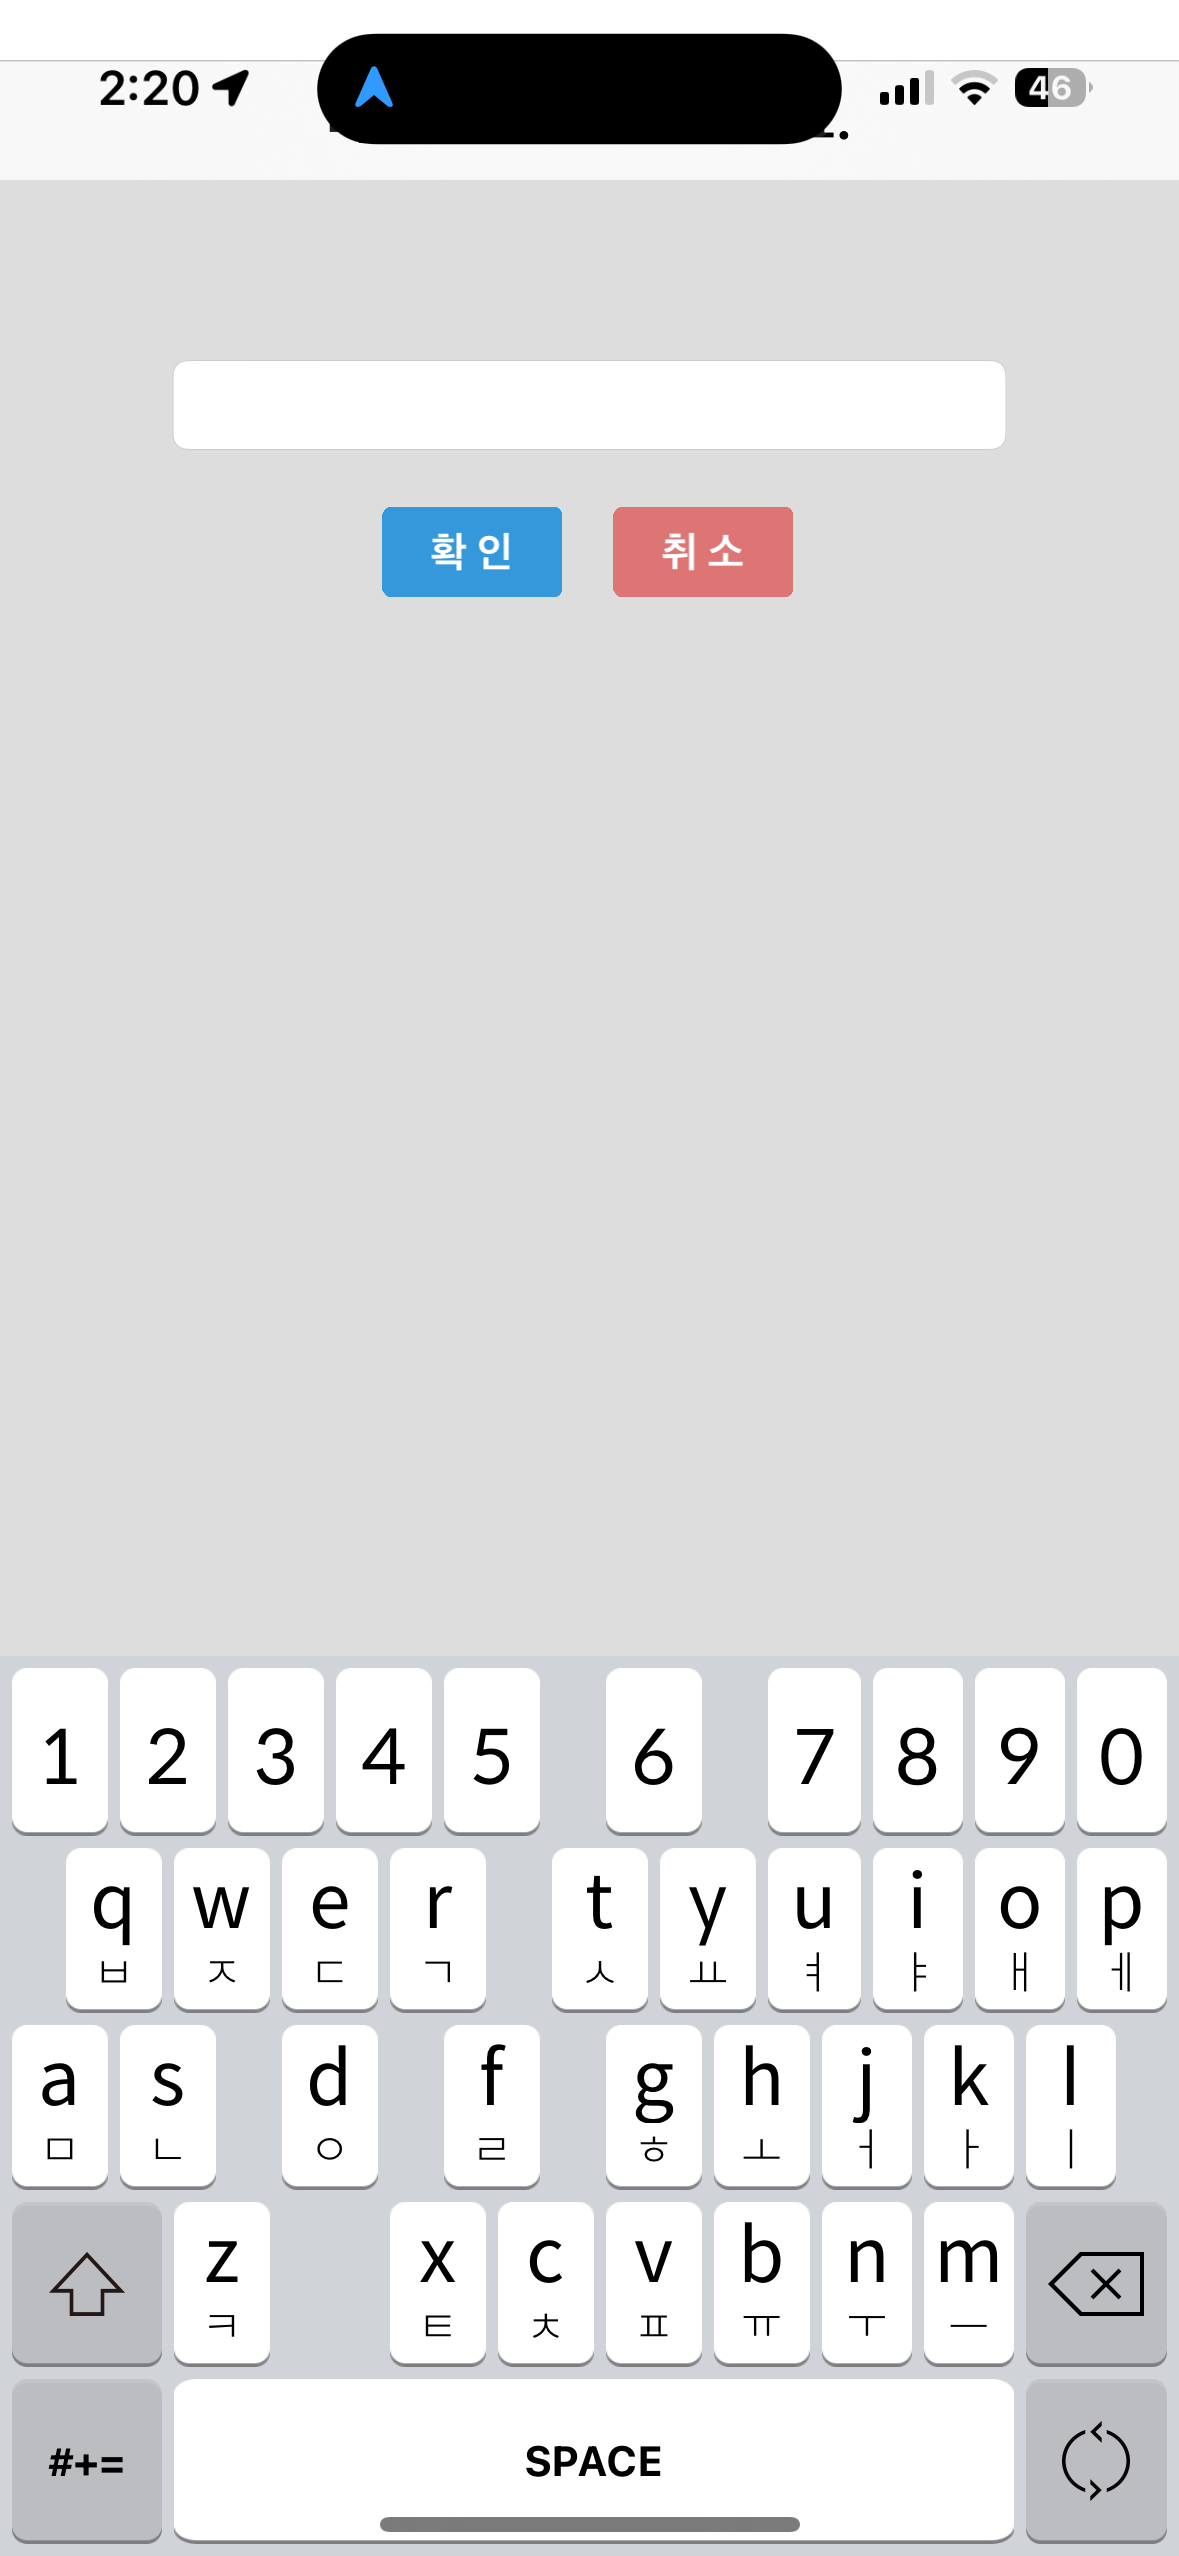 2:20
46
확인 취소
1 2 3 4 5 6 7 8 9 0
q w e r t y u i o p
ㅂ ㅈ ㄷ ㄱ ㅅ ㅛ ㅕ ㅑ ㅐ ㅔ
a s d f g h j k l
ㅁ ㄴ ㅇ ㄹ ㅎ ㅗ ㅓ ㅏ ㅣ
z x c v b n m
ㅋ ㅌ ㅊ ㅍ ㅠ ㅜ ㅡ
#+= SPACE